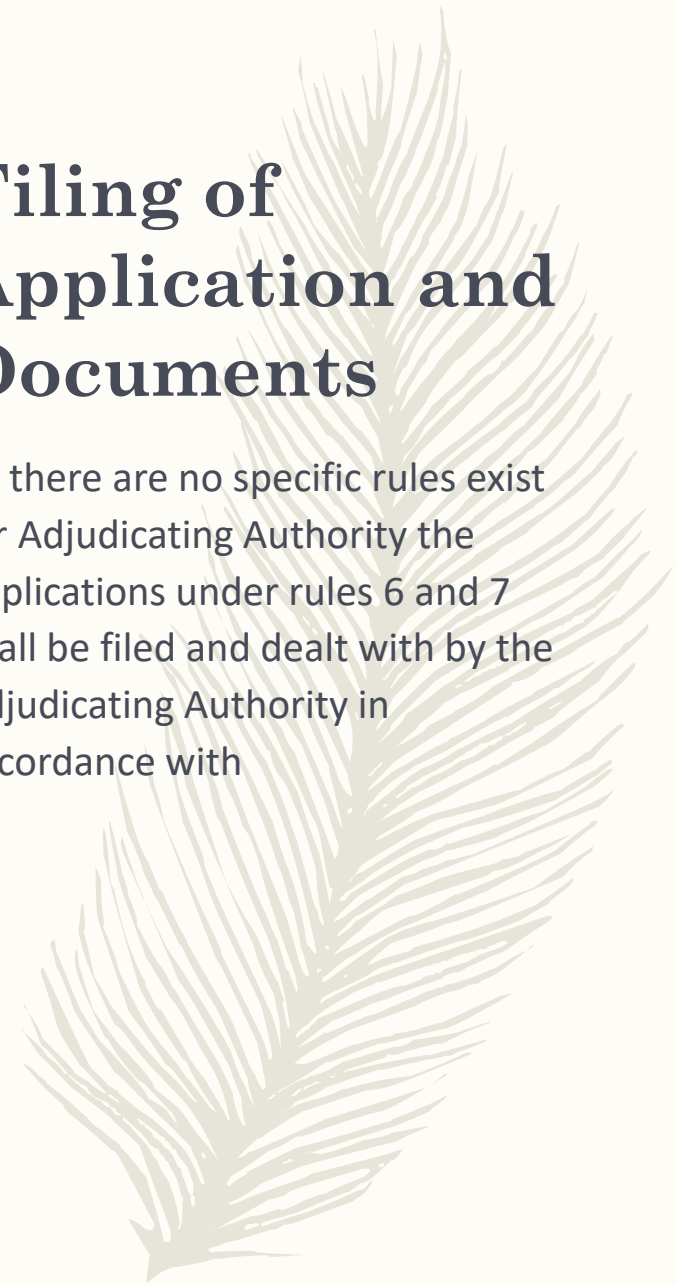 Filing of
Application and
Documents
there are no specific rules exist
r Adjudicating Authority the
plications under rules 6 and 7
all be filed and dealt with by the
djudicating Authority in
cordance with